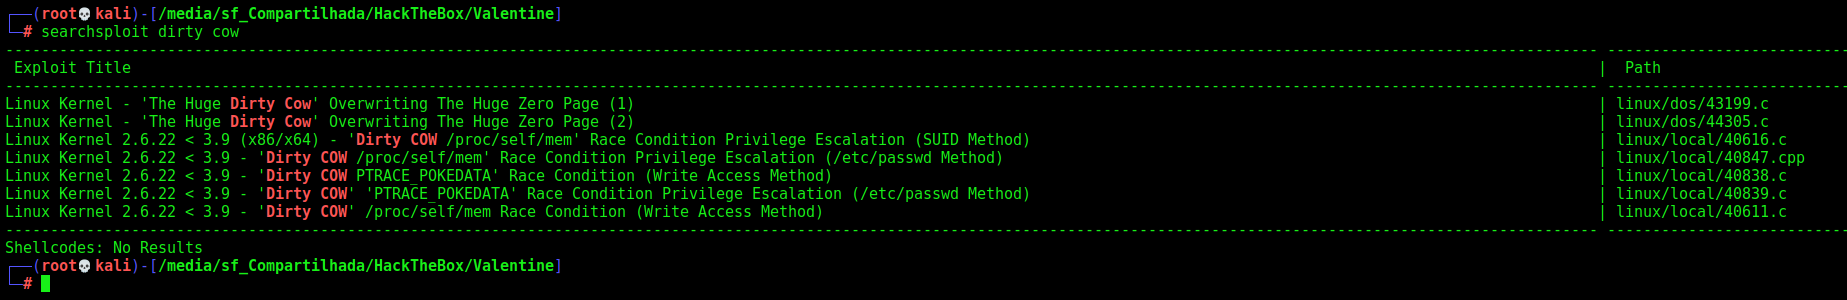 ┌──(root💀kali)-[/media/sf_Compartilhada/HackTheBox/Valentine]
└─# searchsploit dirty cow
Exploit Title | Path
Linux Kernel - 'The Huge Dirty Cow' Overwriting The Huge Zero Page (1) | linux/dos/43199.c
Linux Kernel - 'The Huge Dirty Cow' Overwriting The Huge Zero Page (2) | linux/dos/44305.c
Linux Kernel 2.6.22 < 3.9 (x86/x64) - 'Dirty COW /proc/self/mem' Race Condition Privilege Escalation (SUID Method) | linux/local/40616.c
Linux Kernel 2.6.22 < 3.9 - 'Dirty COW /proc/self/mem' Race Condition Privilege Escalation (/etc/passwd Method) | linux/local/40847.cpp
Linux Kernel 2.6.22 < 3.9 - 'Dirty COW PTRACE_POKEDATA' Race Condition (Write Access Method) | linux/local/40838.c
Linux Kernel 2.6.22 < 3.9 - 'Dirty COW' 'PTRACE_POKEDATA' Race Condition Privilege Escalation (/etc/passwd Method) | linux/local/40839.c
Linux Kernel 2.6.22 < 3.9 - 'Dirty COW' /proc/self/mem Race Condition (Write Access Method) | linux/local/40611.c
Shellcodes: No Results
┌──(root💀kali)-[/media/sf_Compartilhada/HackTheBox/Valentine]
└─#